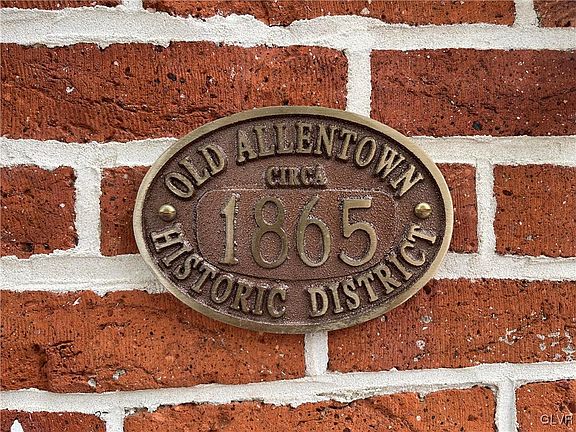 OLD ALLENTOWN
CIRCA
1865
HISTORIC DISTRICT
GLVR